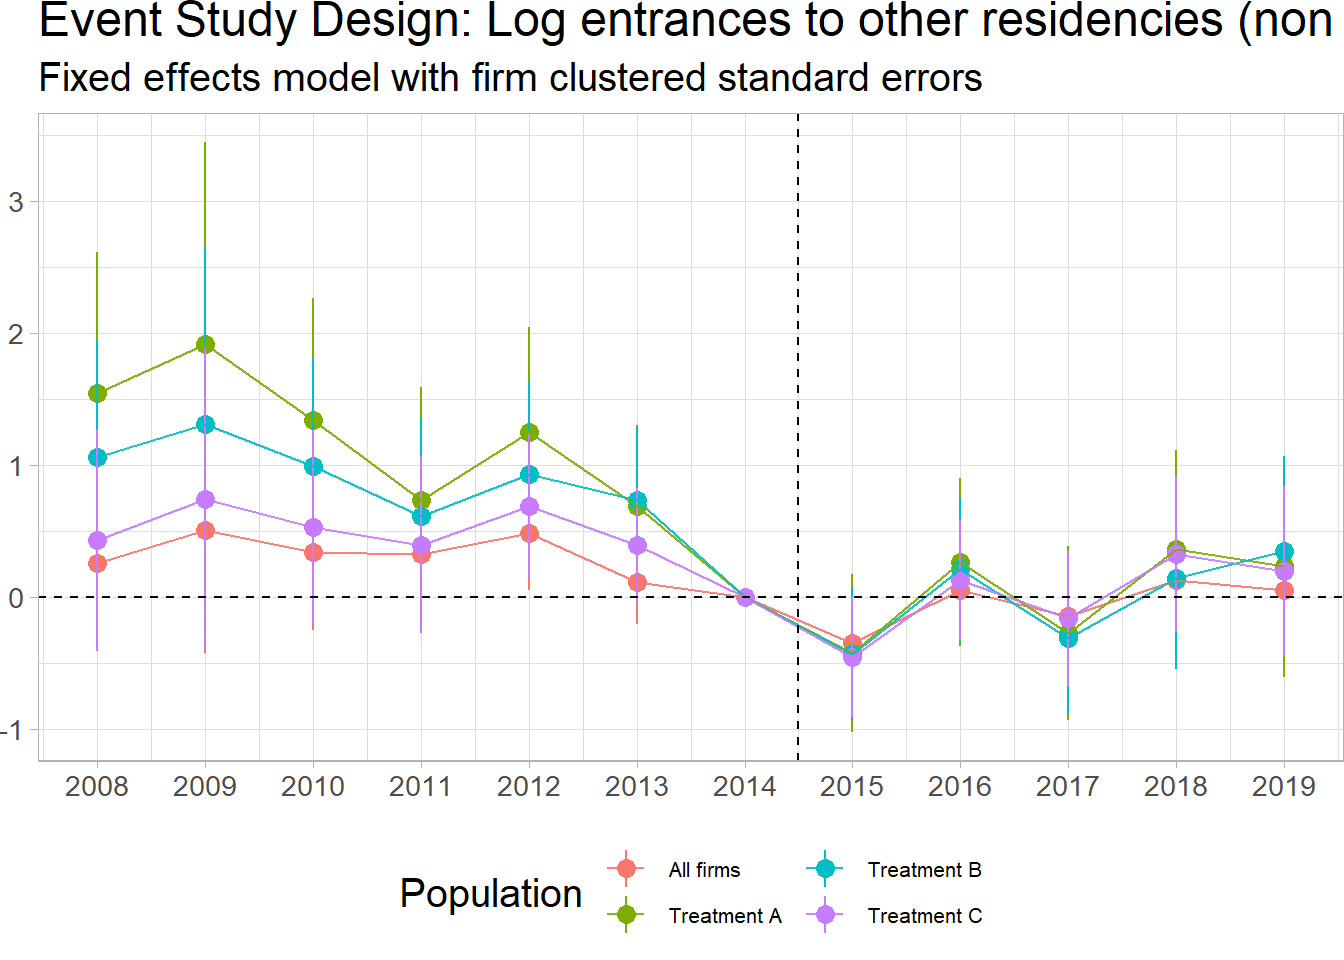 Event Study Design: Log entrances to other residencies (non
Fixed effects model with firm clustered standard errors
3
2
1
0
-1
2008 2009 2010 2011 2012 2013 2014 2015 2016 2017 2018 2019
Population
All firms
Treatment A
Treatment B
Treatment C